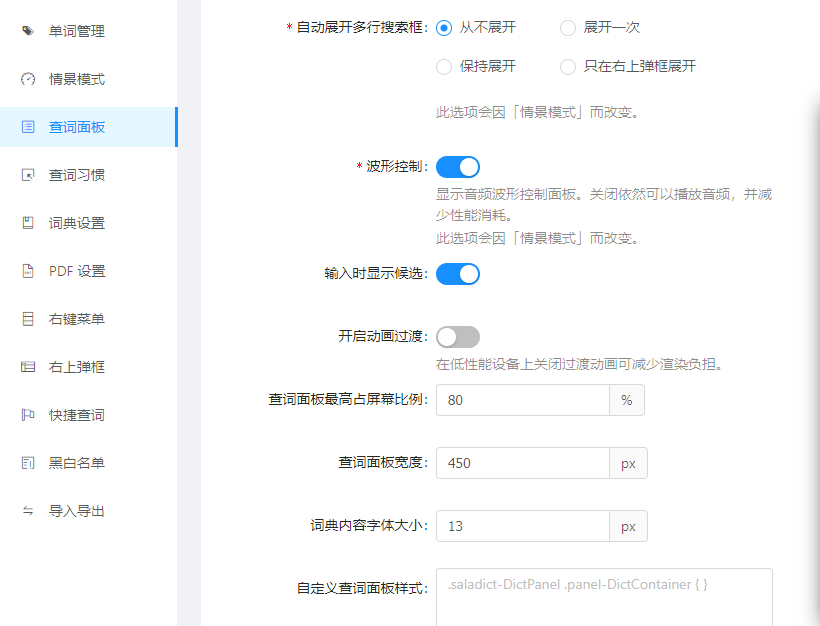 单词管理
情景模式
查词面板
查词习惯
词典设置
PDF 设置
右键菜单
右上弹框
快捷查词
黑白名单
导入导出
* 自动展开多行搜索框: 从不展开 展开一次
保持展开 只在右上弹框展开
此选项会因「情景模式」而改变。
* 波形控制:
显示音频波形控制面板。关闭依然可以播放音频，并减
少性能消耗。
此选项会因「情景模式」而改变。
输入时显示候选:
开启动画过渡:
在低性能设备上关闭过渡动画可减少渲染负担。
查词面板最高占屏幕比例: 80 %
查词面板宽度: 450 px
词典内容字体大小: 13 px
自定义查词面板样式: .saladict-DictPanel .panel-DictContainer { }